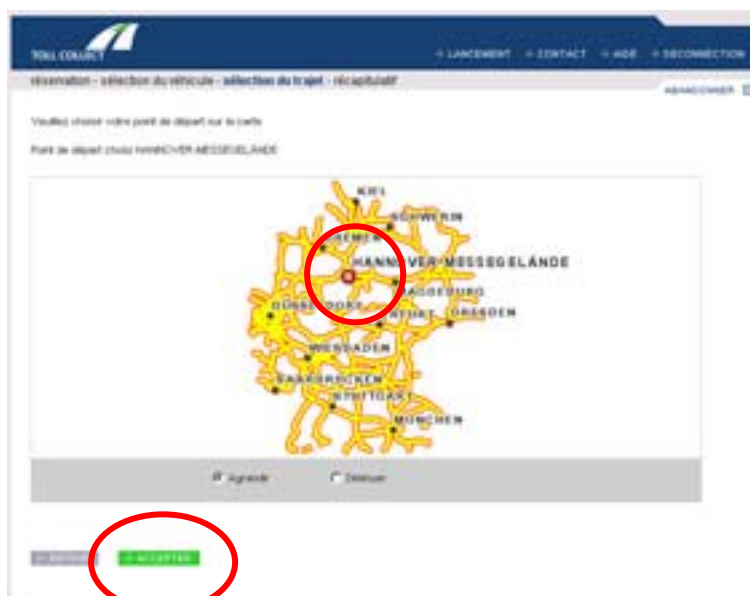 TOLL COLLECT
LANCEMENT CONTACT AIDE DECONNECTION
réservation - sélection du véhicule - sélection du trajet - récapitulatif
ABANDONNER
Veuillez choisir votre point de départ sur la carte
Point de départ choisi HANNOVER-MESSEGELÄNDE
KIEL
SCHWERIN
BREMEN
HANNOVER-MESSEGELÄNDE
MAGDEBURG
DÜSSELDORF
ERFURT DRESDEN
WIESBADEN
SAARBRÜCKEN
STUTTGART
MÜNCHEN
Agrandir Diminuer
ACCEPTER